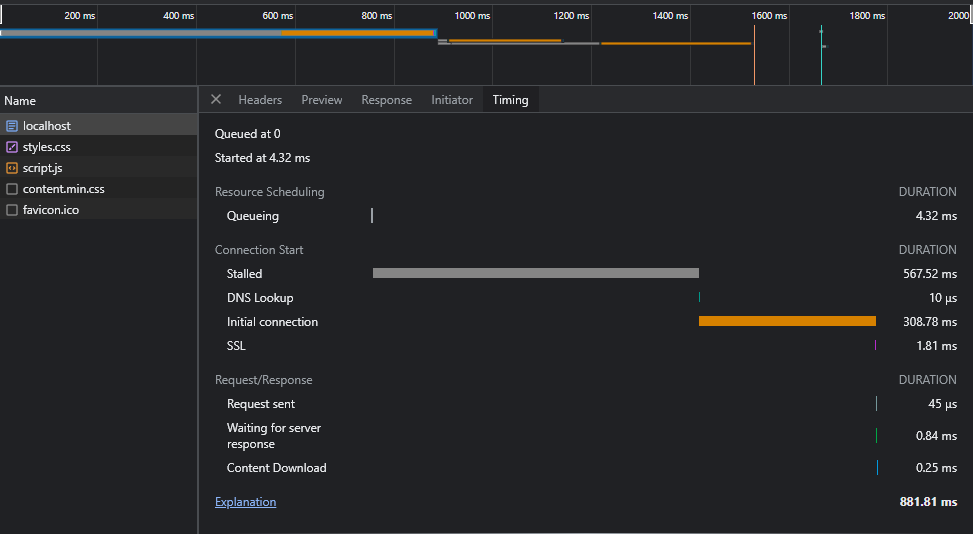 200 ms 400 ms 600 ms 800 ms 1000 ms 1200 ms 1400 ms 1600 ms 1800 ms 2000
Name
localhost
styles.css
script.js
content.min.css
favicon.ico
Headers Preview Response Initiator Timing
Queued at 0
Started at 4.32 ms
Resource Scheduling DURATION
Queueing 4.32 ms
Connection Start DURATION
Stalled 567.52 ms
DNS Lookup 10 µs
Initial connection 308.78 ms
SSL 1.81 ms
Request/Response DURATION
Request sent 45 µs
Waiting for server
response 0.84 ms
Content Download 0.25 ms
Explanation 881.81 ms